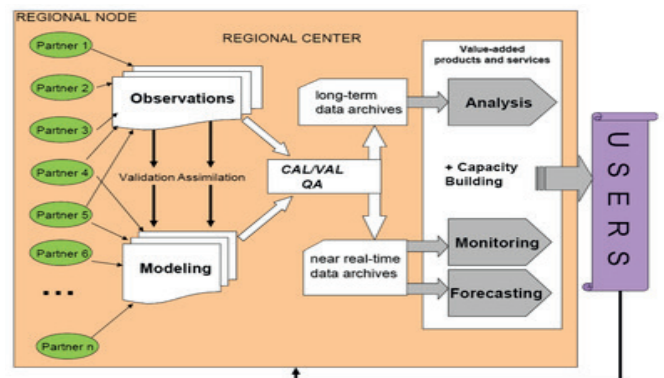 REGIONAL NODE
REGIONAL CENTER
Partner 1
Partner 2
Partner 3
Partner 4
Partner 5
Partner 6
...
Partner n
Observations
Validation Assimilation
Modeling
CAL/VAL
QA
long-term
data archives
near real-time
data archives
Value-added
products and services
Analysis
+ Capacity
Building
Monitoring
Forecasting
USERS